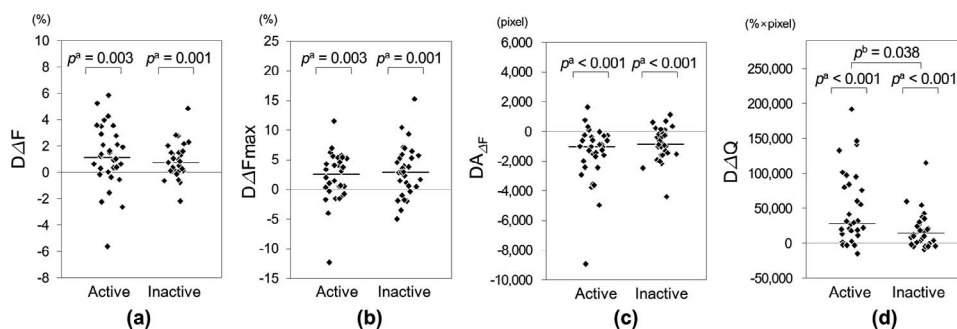 (%)
10
8
6
4
2
0
-2
-4
-6
-8
DΔF
pᵃ = 0.003 pᵃ = 0.001
Active Inactive
(a)
(%)
20
15
10
5
0
-5
-10
-15
DΔFmax
pᵃ = 0.003 pᵃ = 0.001
Active Inactive
(b)
(pixel)
6,000
4,000
2,000
0
-2,000
-4,000
-6,000
-8,000
-10,000
DA_ΔF
pᵃ < 0.001 pᵃ < 0.001
Active Inactive
(c)
(%×pixel)
250,000
200,000
150,000
100,000
50,000
0
-50,000
DΔQ
pᵇ = 0.038
pᵃ < 0.001 pᵃ < 0.001
Active Inactive
(d)